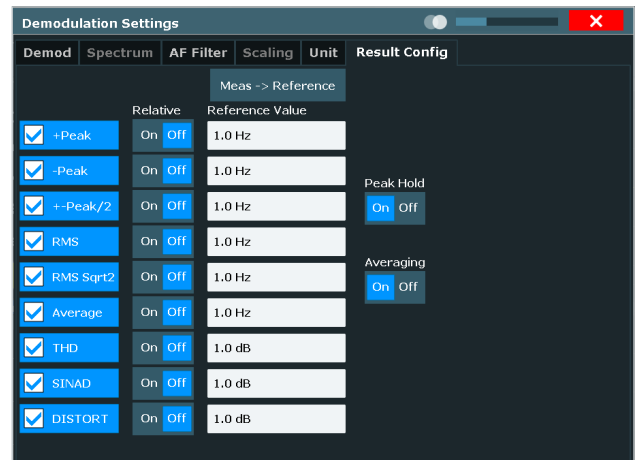 Demodulation Settings
Demod Spectrum AF Filter Scaling Unit Result Config
Meas -> Reference
Relative Reference Value
+Peak On Off 1.0 Hz
-Peak On Off 1.0 Hz
Peak Hold
+-Peak/2 On Off 1.0 Hz On Off
RMS On Off 1.0 Hz
Averaging
RMS Sqrt2 On Off 1.0 Hz On Off
Average On Off 1.0 Hz
THD On Off 1.0 dB
SINAD On Off 1.0 dB
DISTORT On Off 1.0 dB